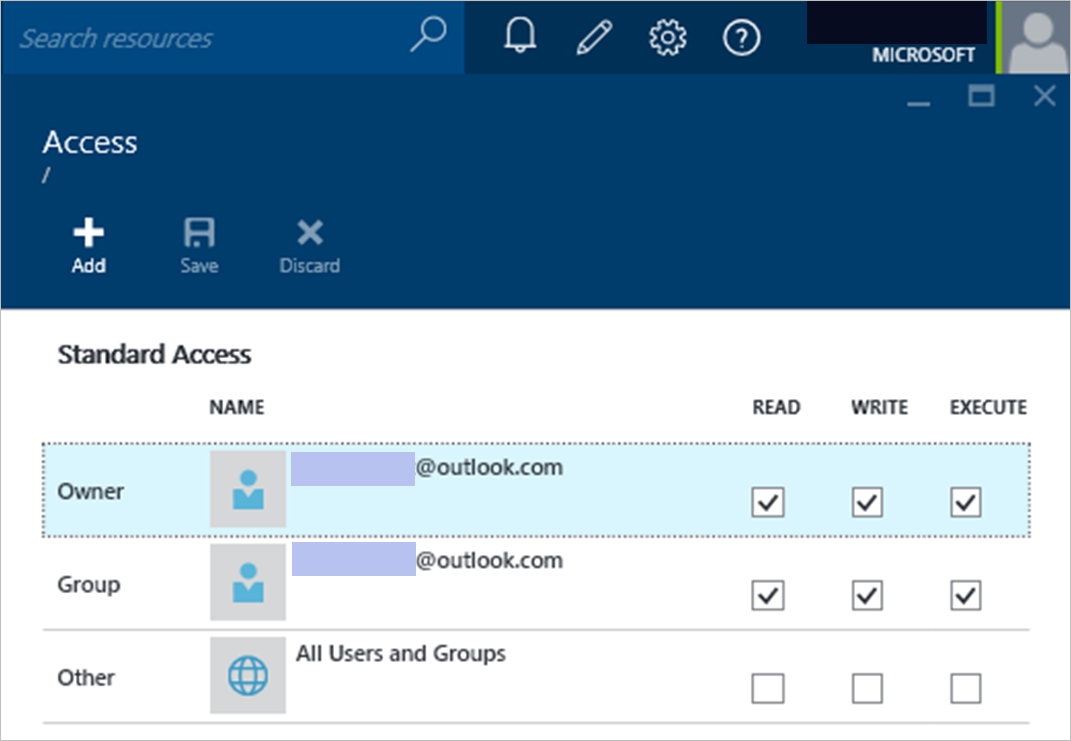 Search resources
MICROSOFT
Access
/
Add Save Discard
Standard Access
NAME READ WRITE EXECUTE
@outlook.com
Owner
@outlook.com
Group
All Users and Groups
Other